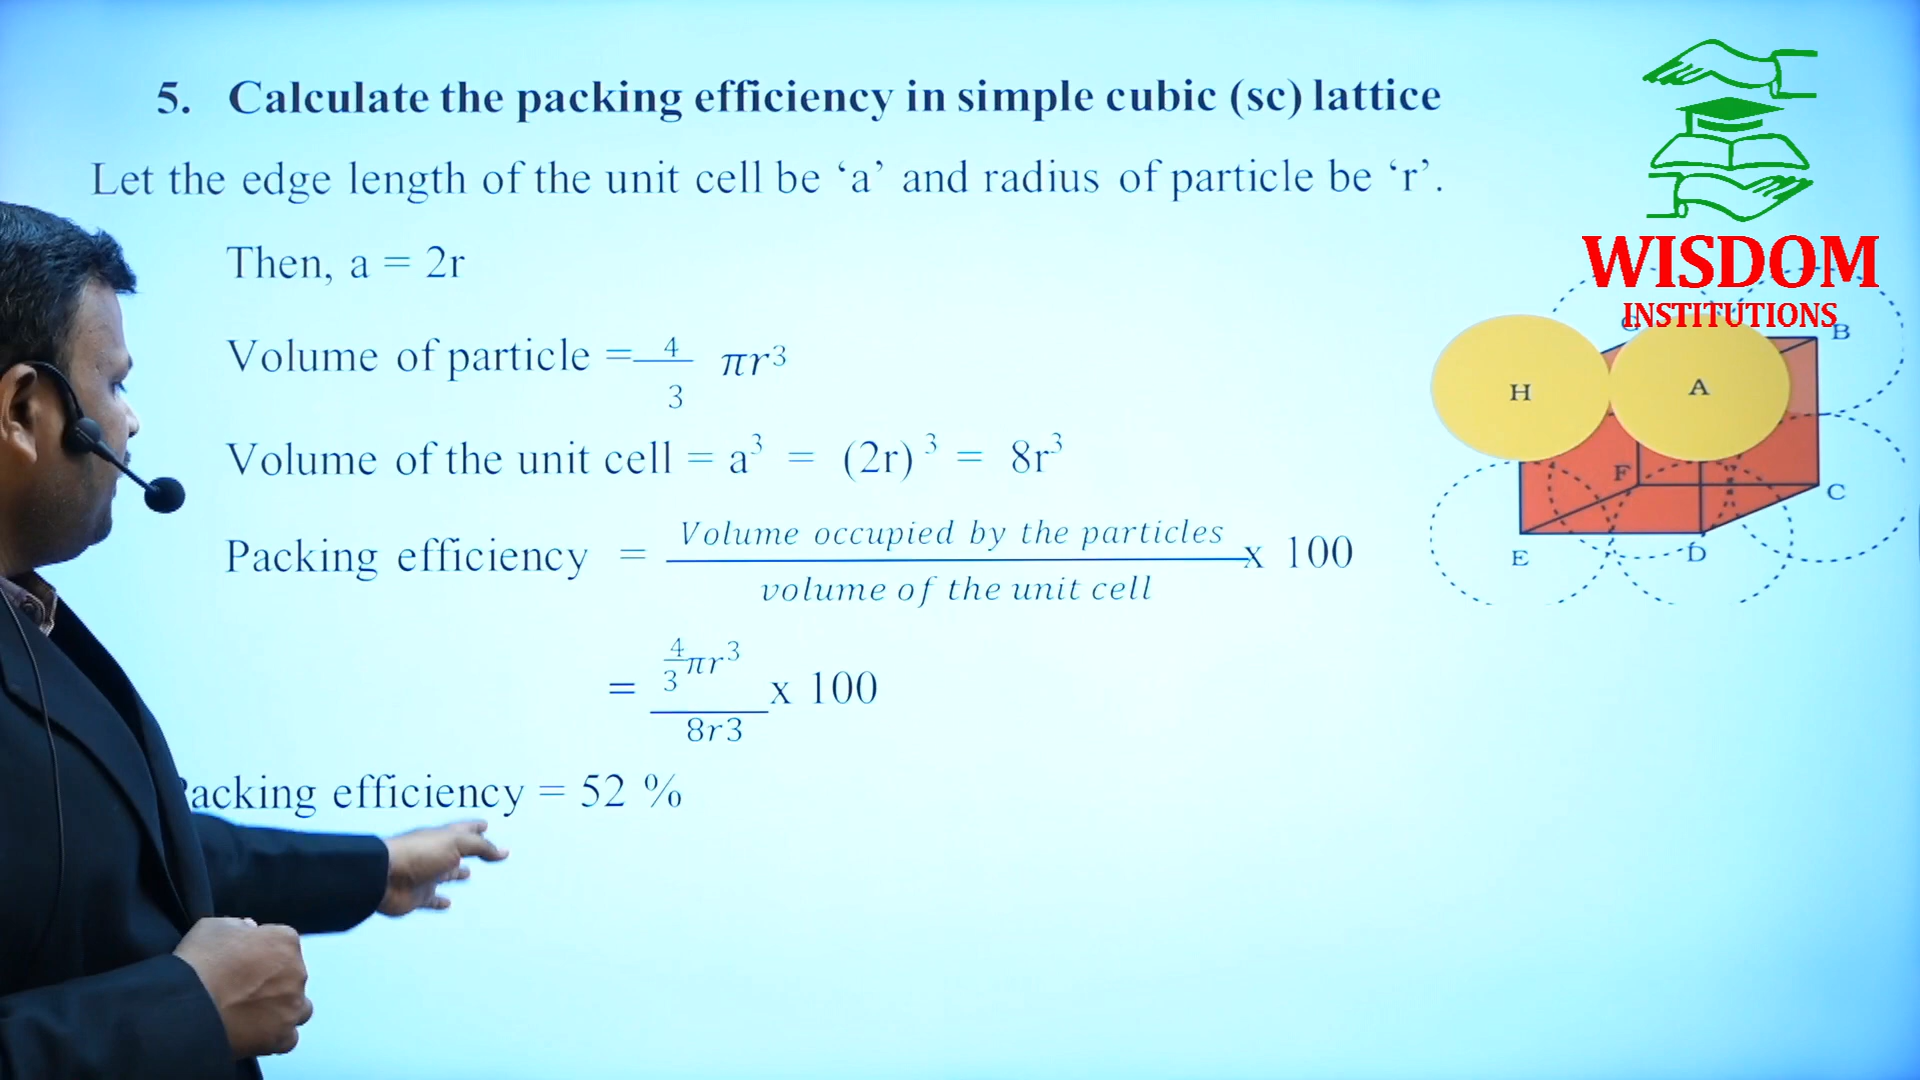 5. Calculate the packing efficiency in simple cubic (sc) lattice
Let the edge length of the unit cell be ‘a’ and radius of particle be ‘r’.
Then, a = 2r
Volume of particle = 4/3 πr³
Volume of the unit cell = a³ = (2r)³ = 8r³
Packing efficiency = Volume occupied by the particles / volume of the unit cell x 100
= 4/3 πr³ / 8r3 x 100
Packing efficiency = 52 %
WISDOM
INSTITUTIONS
G
B
H
A
F
C
E
D